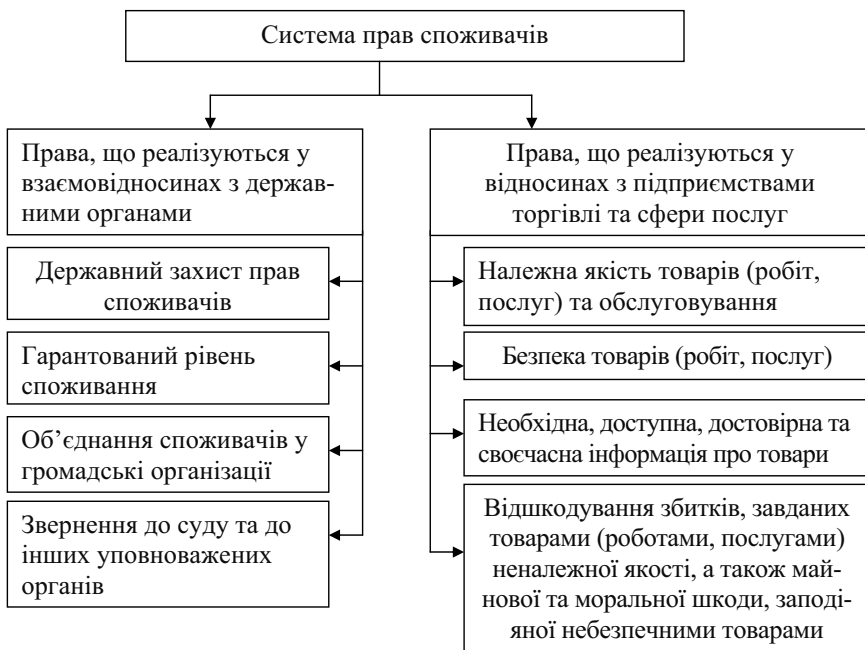 Система прав споживачів
Права, що реалізуються у
взаємовідносинах з держав-
ними органами
Державний захист прав
споживачів
Гарантований рівень
споживання
Об’єднання споживачів у
громадські організації
Звернення до суду та до
інших уповноважених
органів
Права, що реалізуються у
відносинах з підприємствами
торгівлі та сфери послуг
Належна якість товарів (робіт,
послуг) та обслуговування
Безпека товарів (робіт, послуг)
Необхідна, доступна, достовірна та
своєчасна інформація про товари
Відшкодування збитків, завданих
товарами (роботами, послугами)
неналежної якості, а також май-
нової та моральної шкоди, заподі-
яної небезпечними товарами